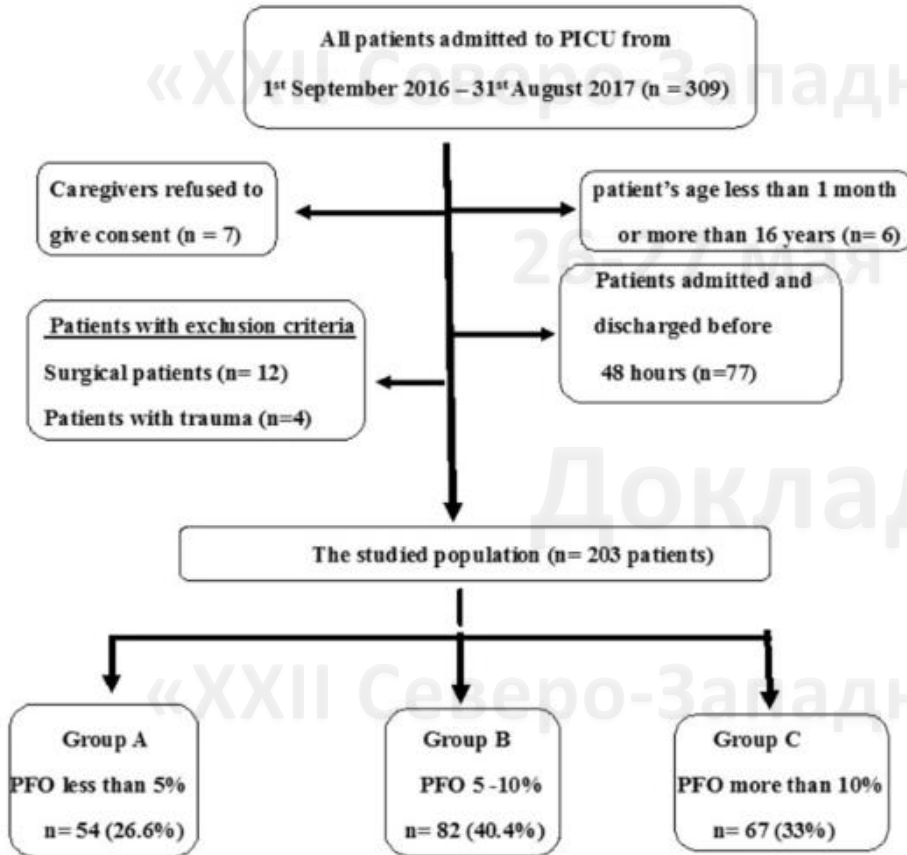 All patients admitted to PICU from
1st September 2016 – 31st August 2017 (n = 309)
Caregivers refused to
give consent (n = 7)
patient's age less than 1 month
or more than 16 years (n= 6)
Patients admitted and
discharged before
48 hours (n=77)
Patients with exclusion criteria
Surgical patients (n= 12)
Patients with trauma (n=4)
The studied population (n= 203 patients)
Group A
PFO less than 5%
n= 54 (26.6%)
Group B
PFO 5 -10%
n= 82 (40.4%)
Group C
PFO more than 10%
n= 67 (33%)
«XXII Северо-Западн
26-27 мая
Доклад
«XXII Северо-Западн